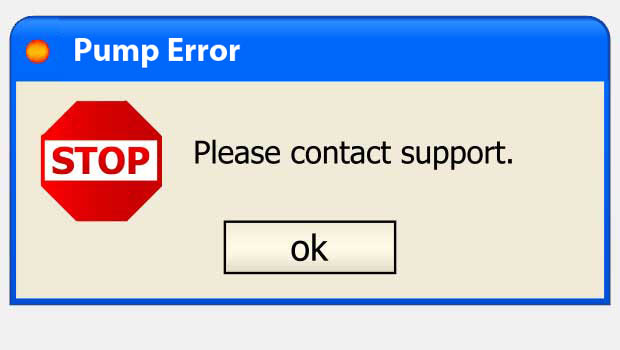 Pump Error
STOP
Please contact support.
ok